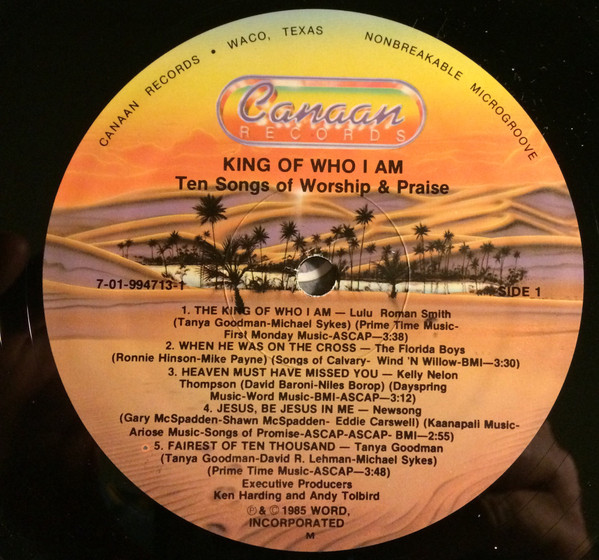 CANAAN RECORDS • WACO, TEXAS NONBREAKABLE MICROGROOVE
Canaan
RECORDS
KING OF WHO I AM
Ten Songs of Worship & Praise
7-01-994713-1
SIDE 1
1. THE KING OF WHO I AM — Lulu Roman Smith
(Tanya Goodman-Michael Sykes) (Prime Time Music-
First Monday Music-ASCAP—3:38)
2. WHEN HE WAS ON THE CROSS — The Florida Boys
(Ronnie Hinson-Mike Payne) (Songs of Calvary- Wind 'N Willow-BMI—3:30)
3. HEAVEN MUST HAVE MISSED YOU — Kelly Nelon
Thompson (David Baroni-Niles Borop) (Dayspring
Music-Word Music-BMI-ASCAP—3:12)
4. JESUS, BE JESUS IN ME — Newsong
(Gary McSpadden-Shawn McSpadden- Eddie Carswell) (Kaanapali Music-
Ariose Music-Songs of Promise-ASCAP-ASCAP- BMI—2:55)
5. FAIREST OF TEN THOUSAND — Tanya Goodman
(Tanya Goodman-David R. Lehman-Michael Sykes)
(Prime Time Music-ASCAP—3:48)
Executive Producers
Ken Harding and Andy Tolbird
℗ & © 1985 WORD,
INCORPORATED
M